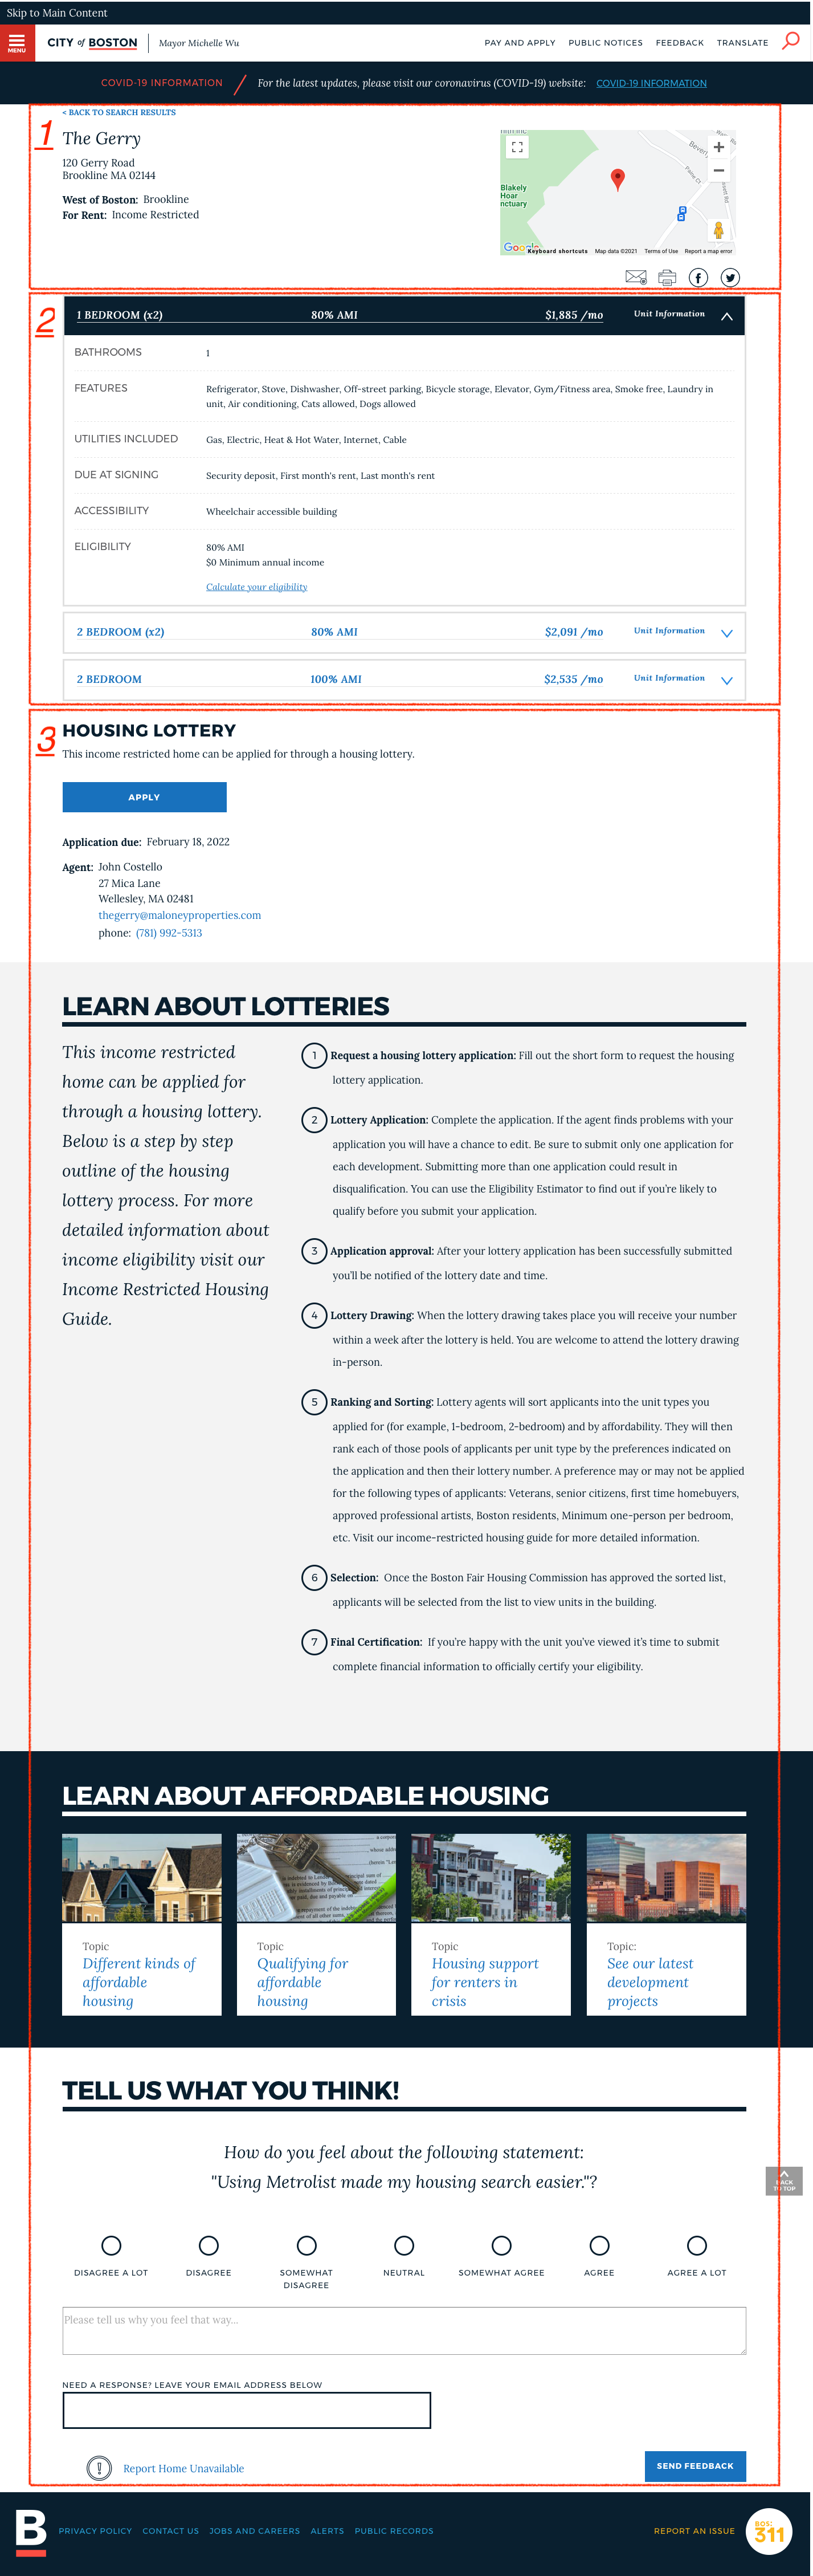 Skip to Main Content
MENU
CITY of BOSTON
Mayor Michelle Wu
PAY AND APPLY
PUBLIC NOTICES
FEEDBACK
TRANSLATE
COVID-19 INFORMATION
For the latest updates, please visit our coronavirus (COVID-19) website: COVID-19 INFORMATION
1
< BACK TO SEARCH RESULTS
The Gerry
120 Gerry Road
Brookline MA 02144
West of Boston: Brookline
For Rent: Income Restricted
Blakely
Hoar
nctuary
Google
Keyboard shortcuts
Map data ©2021
Terms of Use
Report a map error
2
1 BEDROOM (x2) 80% AMI $1,885 /mo Unit Information
BATHROOMS 1
FEATURES Refrigerator, Stove, Dishwasher, Off-street parking, Bicycle storage, Elevator, Gym/Fitness area, Smoke free, Laundry in
unit, Air conditioning, Cats allowed, Dogs allowed
UTILITIES INCLUDED Gas, Electric, Heat & Hot Water, Internet, Cable
DUE AT SIGNING Security deposit, First month's rent, Last month's rent
ACCESSIBILITY Wheelchair accessible building
ELIGIBILITY 80% AMI
$0 Minimum annual income
Calculate your eligibility
2 BEDROOM (x2) 80% AMI $2,091 /mo Unit Information
2 BEDROOM 100% AMI $2,535 /mo Unit Information
3
HOUSING LOTTERY
This income restricted home can be applied for through a housing lottery.
APPLY
Application due: February 18, 2022
Agent: John Costello
27 Mica Lane
Wellesley, MA 02481
thegerry@maloneyproperties.com
phone: (781) 992-5313
LEARN ABOUT LOTTERIES
This income restricted
home can be applied for
through a housing lottery.
Below is a step by step
outline of the housing
lottery process. For more
detailed information about
income eligibility visit our
Income Restricted Housing
Guide.
1 Request a housing lottery application: Fill out the short form to request the housing
lottery application.
2 Lottery Application: Complete the application. If the agent finds problems with your
application you will have a chance to edit. Be sure to submit only one application for
each development. Submitting more than one application could result in
disqualification. You can use the Eligibility Estimator to find out if you're likely to
qualify before you submit your application.
3 Application approval: After your lottery application has been successfully submitted
you'll be notified of the lottery date and time.
4 Lottery Drawing: When the lottery drawing takes place you will receive your number
within a week after the lottery is held. You are welcome to attend the lottery drawing
in-person.
5 Ranking and Sorting: Lottery agents will sort applicants into the unit types you
applied for (for example, 1-bedroom, 2-bedroom) and by affordability. They will then
rank each of those pools of applicants per unit type by the preferences indicated on
the application and then their lottery number. A preference may or may not be applied
for the following types of applicants: Veterans, senior citizens, first time homebuyers,
approved professional artists, Boston residents, Minimum one-person per bedroom,
etc. Visit our income-restricted housing guide for more detailed information.
6 Selection: Once the Boston Fair Housing Commission has approved the sorted list,
applicants will be selected from the list to view units in the building.
7 Final Certification: If you're happy with the unit you've viewed it's time to submit
complete financial information to officially certify your eligibility.
LEARN ABOUT AFFORDABLE HOUSING
Topic
Different kinds of
affordable
housing
Topic
Qualifying for
affordable
housing
Topic
Housing support
for renters in
crisis
Topic:
See our latest
development
projects
TELL US WHAT YOU THINK!
How do you feel about the following statement:
"Using Metrolist made my housing search easier."?
BACK
TO TOP
DISAGREE A LOT
DISAGREE
SOMEWHAT
DISAGREE
NEUTRAL
SOMEWHAT AGREE
AGREE
AGREE A LOT
Please tell us why you feel that way...
NEED A RESPONSE? LEAVE YOUR EMAIL ADDRESS BELOW
Report Home Unavailable
SEND FEEDBACK
B
PRIVACY POLICY
CONTACT US
JOBS AND CAREERS
ALERTS
PUBLIC RECORDS
REPORT AN ISSUE
BOS:
311